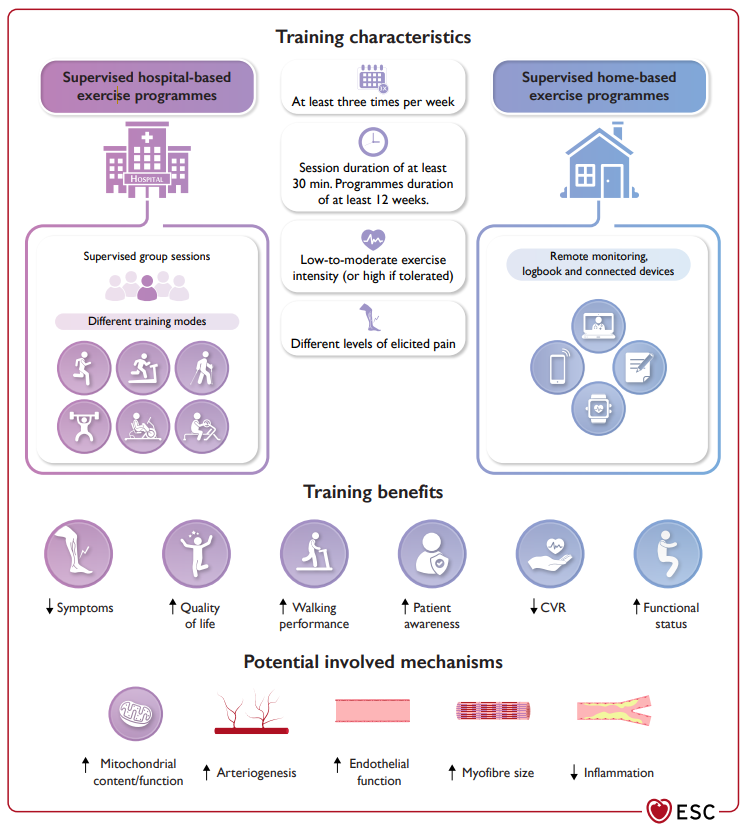 Training characteristics
Supervised hospital-based
exercise programmes
HOSPITAL
Supervised group sessions
Different training modes
At least three times per week
Session duration of at least
30 min. Programmes duration
of at least 12 weeks.
Low-to-moderate exercise
intensity (or high if tolerated)
Different levels of elicited pain
Supervised home-based
exercise programmes
Remote monitoring,
logbook and connected devices
Training benefits
↓ Symptoms
↑ Quality
of life
↑ Walking
performance
↑ Patient
awareness
↓ CVR
↑ Functional
status
Potential involved mechanisms
↑ Mitochondrial
content/function
↑ Arteriogenesis
↑ Endothelial
function
↑ Myofibre size
↓ Inflammation
ESC